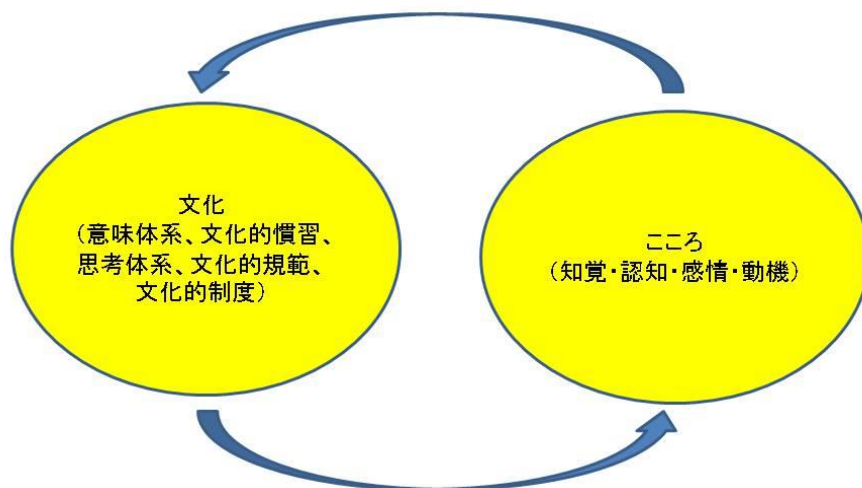 文化
(意味体系、文化的慣習、
思考体系、文化的規範、
文化的制度)
こころ
(知覚・認知・感情・動機)